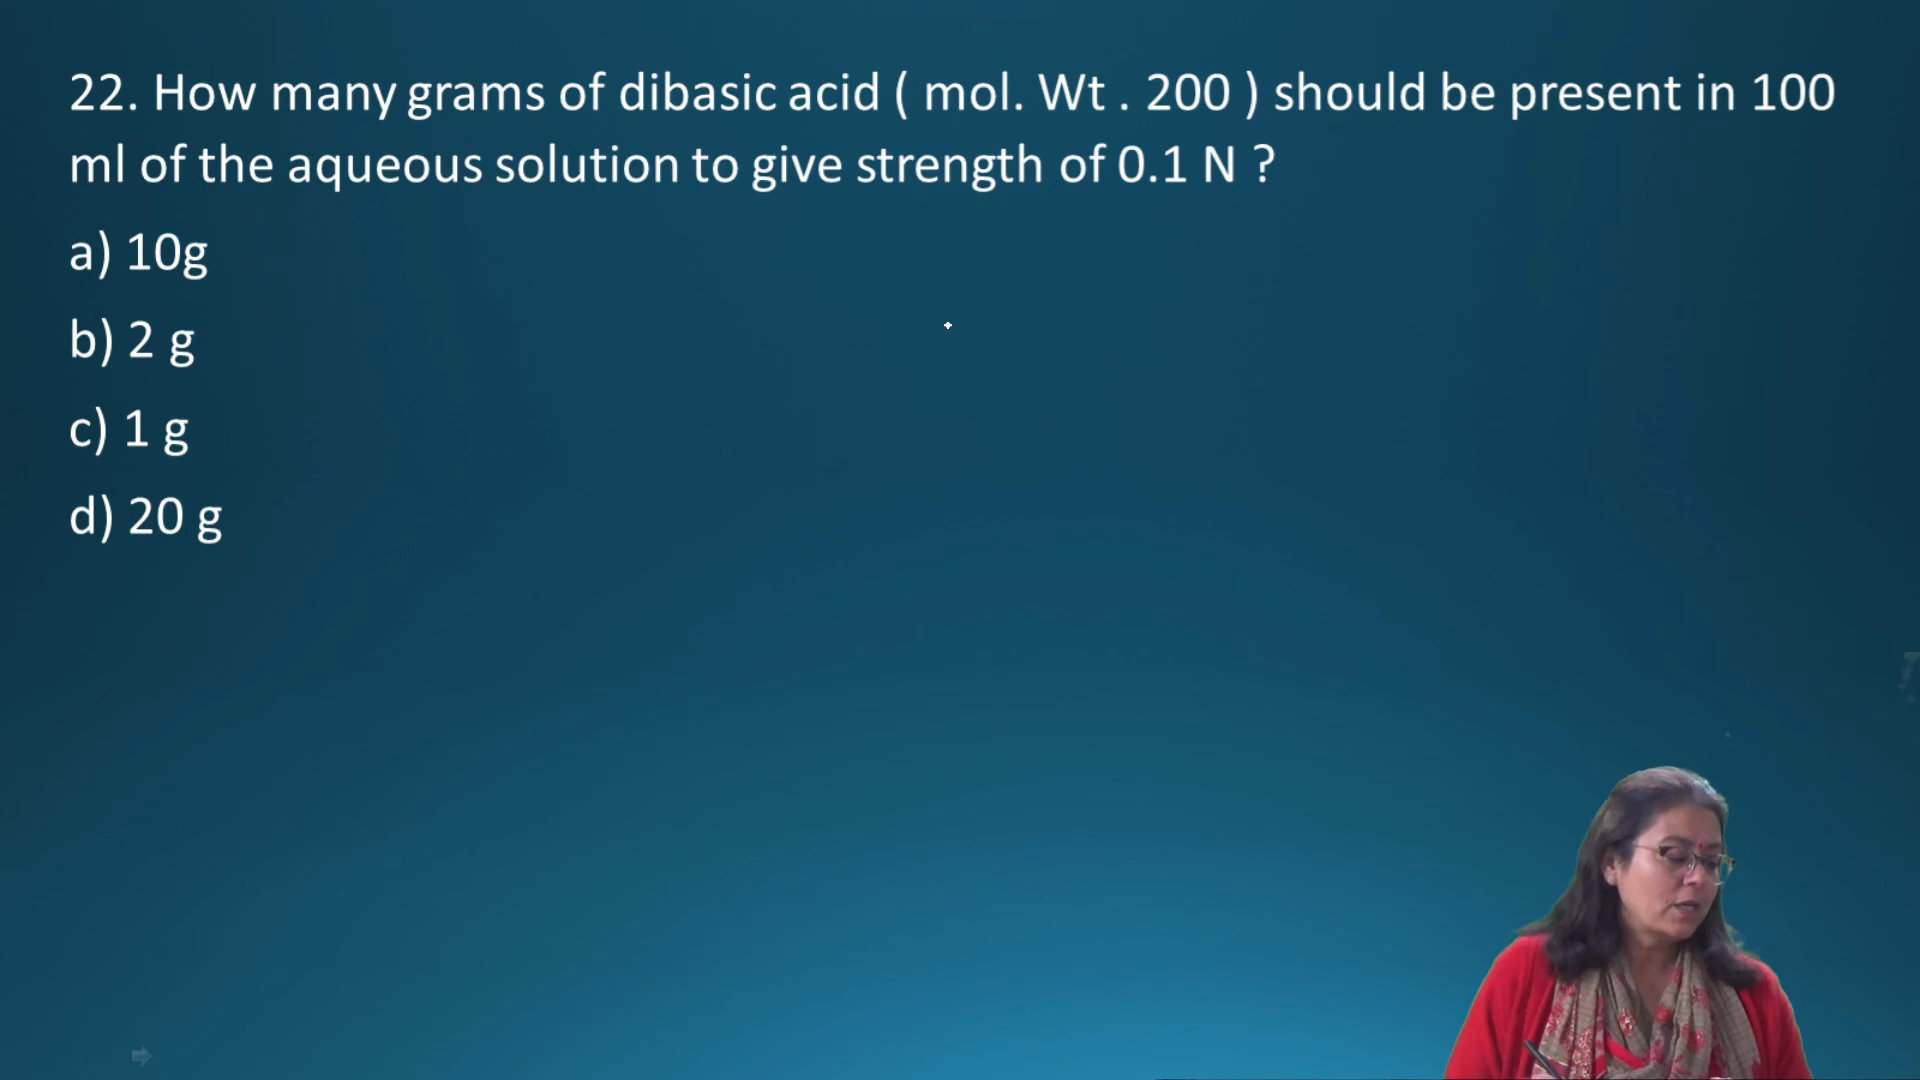 22. How many grams of dibasic acid ( mol. Wt . 200 ) should be present in 100
ml of the aqueous solution to give strength of 0.1 N ?
a) 10g
b) 2 g
c) 1 g
d) 20 g